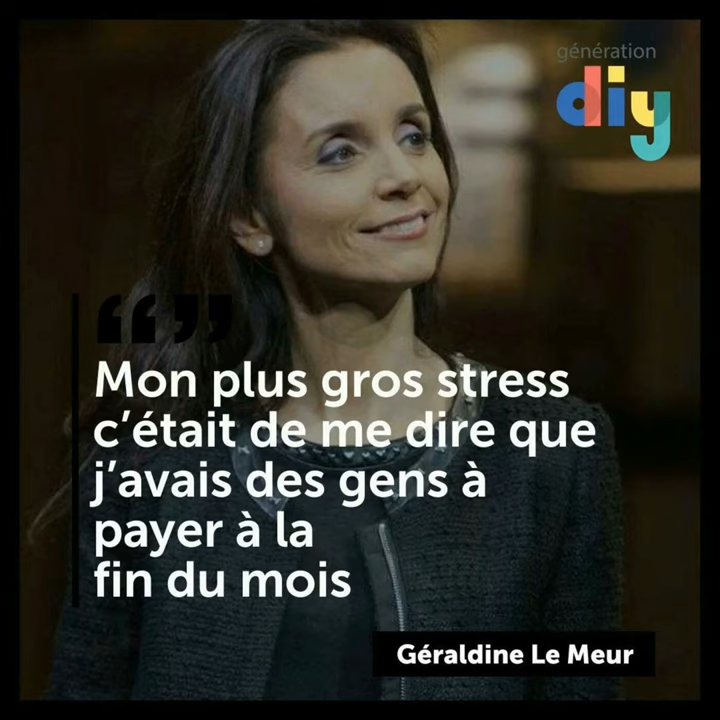 génération
diy
“ ”
Mon plus gros stress
c’était de me dire que
j’avais des gens à
payer à la
fin du mois
Géraldine Le Meur